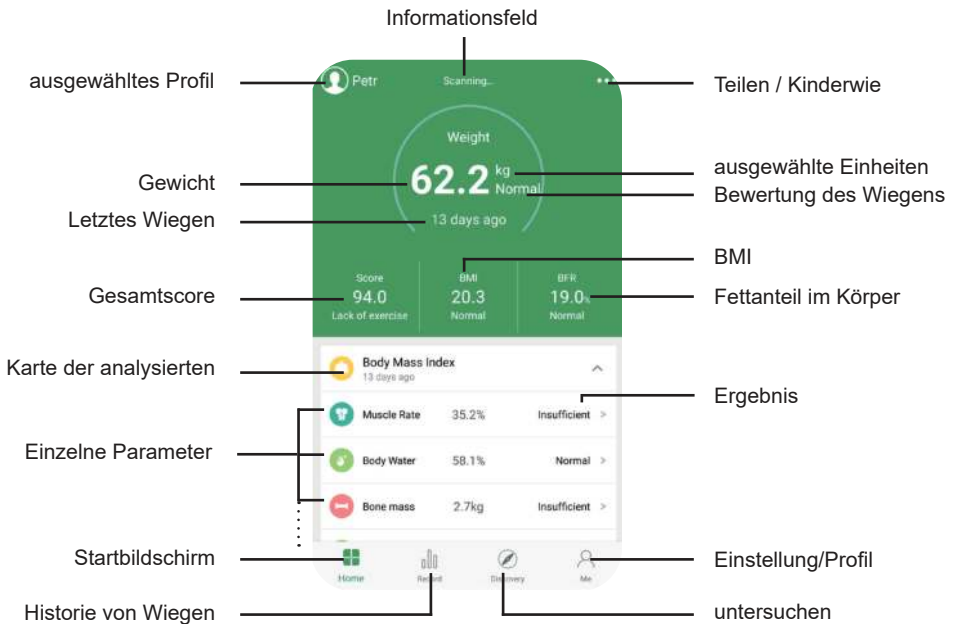 Informationsfeld
ausgewähltes Profil
Petr
Scanning...
Teilen / Kinderwie
Weight
62.2 kg
Normal
ausgewählte Einheiten
Bewertung des Wiegens
Gewicht
Letztes Wiegen
13 days ago
BMI
Gesamtscore
Score
94.0
Lack of exercise
BMI
20.3
Normal
BFR
19.0%
Normal
Fettanteil im Körper
Karte der analysierten
Body Mass Index
13 days ago
Ergebnis
Muscle Rate 35.2% Insufficient >
Einzelne Parameter
Body Water 58.1% Normal >
Bone mass 2.7kg Insufficient >
Startbildschirm
Home
Recent
Discovery
Me
Einstellung/Profil
Historie von Wiegen
untersuchen